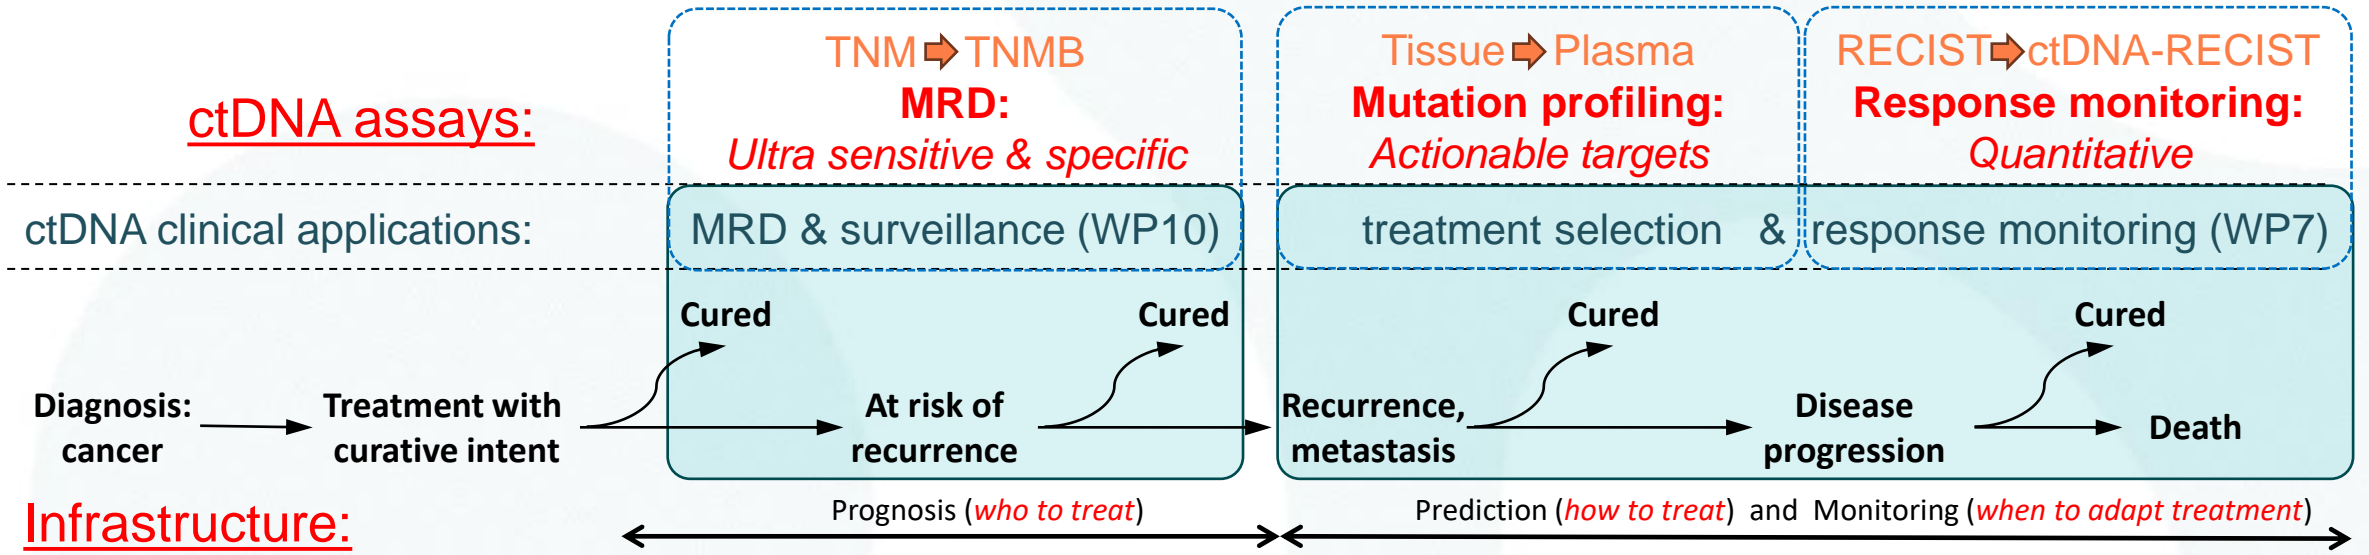 TNM TNMB
Tissue Plasma
RECIST ctDNA-RECIST
ctDNA assays:
MRD:
Ultra sensitive & specific
Mutation profiling:
Actionable targets
Response monitoring:
Quantitative
ctDNA clinical applications:
MRD & surveillance (WP10)
treatment selection & response monitoring (WP7)
Cured
Cured
Cured
Cured
Diagnosis:
cancer
Treatment with
curative intent
At risk of
recurrence
Recurrence,
metastasis
Disease
progression
Death
Infrastructure:
Prognosis (who to treat)
Prediction (how to treat) and Monitoring (when to adapt treatment)